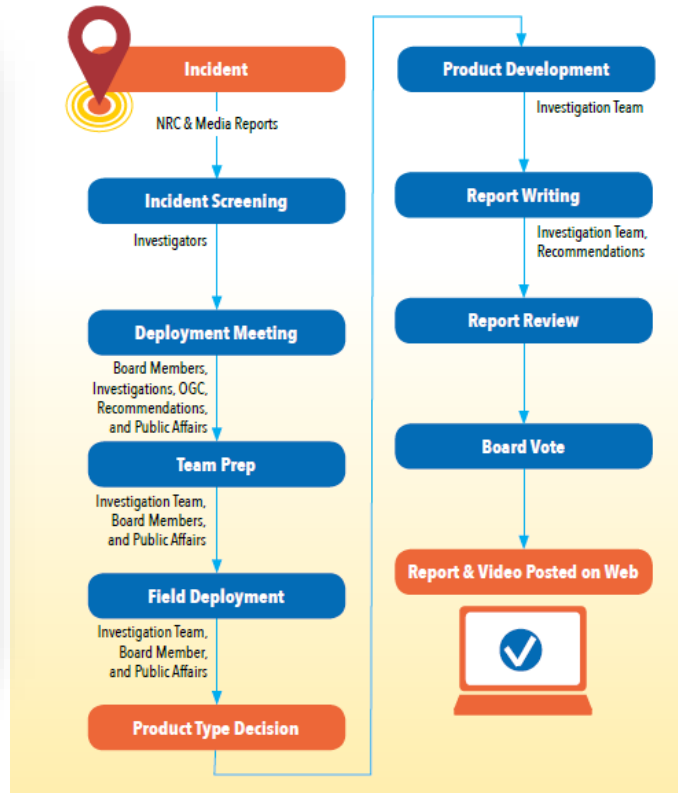 Incident
NRC & Media Reports
Incident Screening
Investigators
Deployment Meeting
Board Members,
Investigations, OGC,
Recommendations,
and Public Affairs
Team Prep
Investigation Team,
Board Members,
and Public Affairs
Field Deployment
Investigation Team,
Board Member,
and Public Affairs
Product Type Decision
Product Development
Investigation Team
Report Writing
Investigation Team,
Recommendations
Report Review
Board Vote
Report & Video Posted on Web